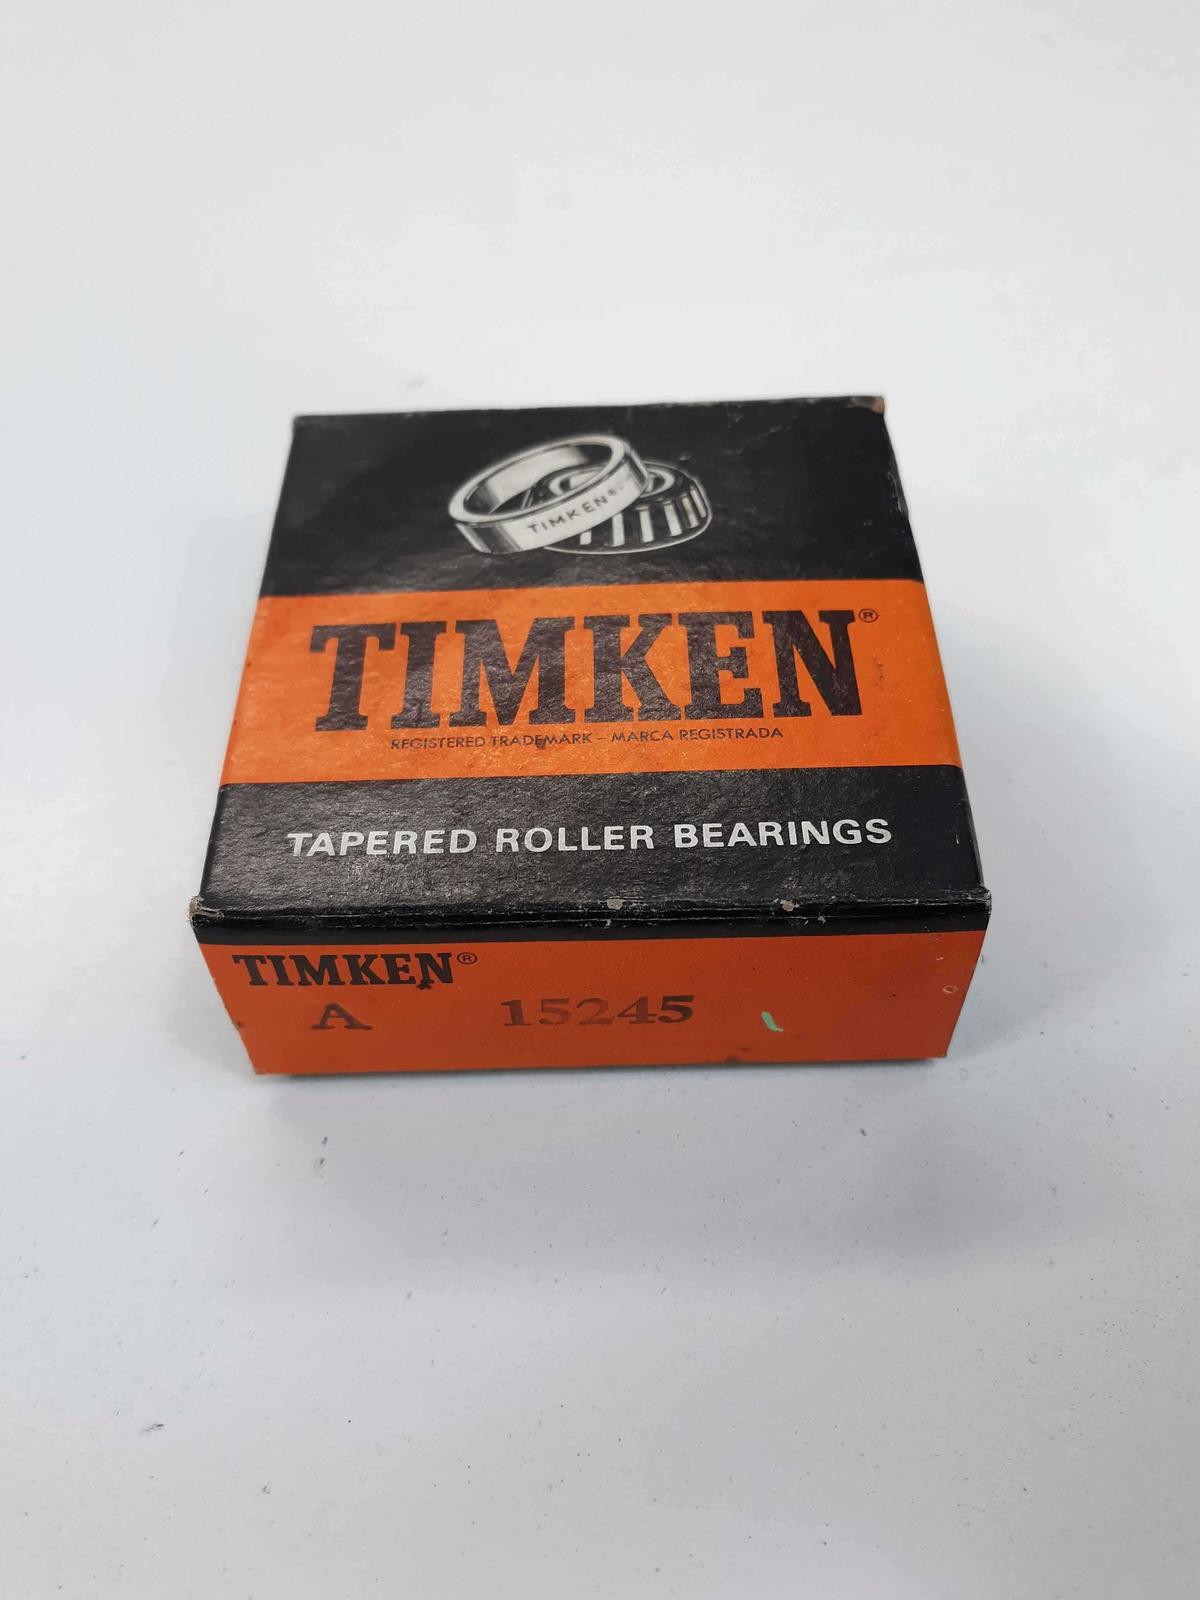 TIMKEN®
TIMKEN®
REGISTERED TRADEMARK – MARCA REGISTRADA
TAPERED ROLLER BEARINGS
TIMKEN®
A 15245